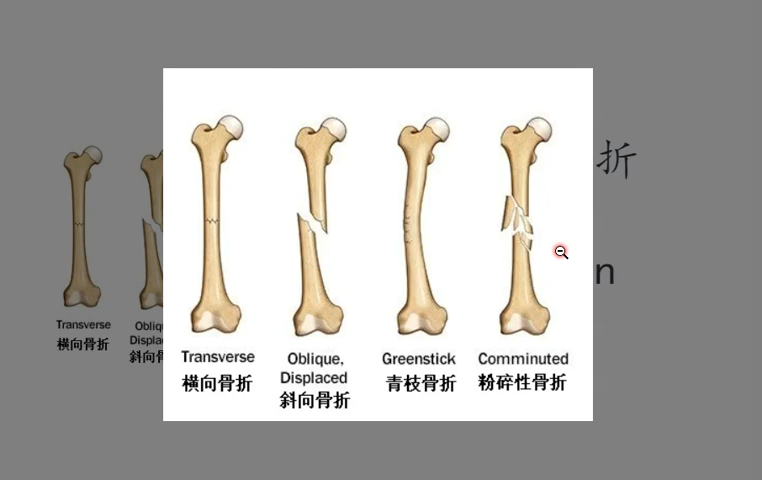 Transverse
横向骨折
Oblique,
Displaced
斜向骨折
Greenstick
青枝骨折
Comminuted
粉碎性骨折
Transverse
横向骨折
折
n